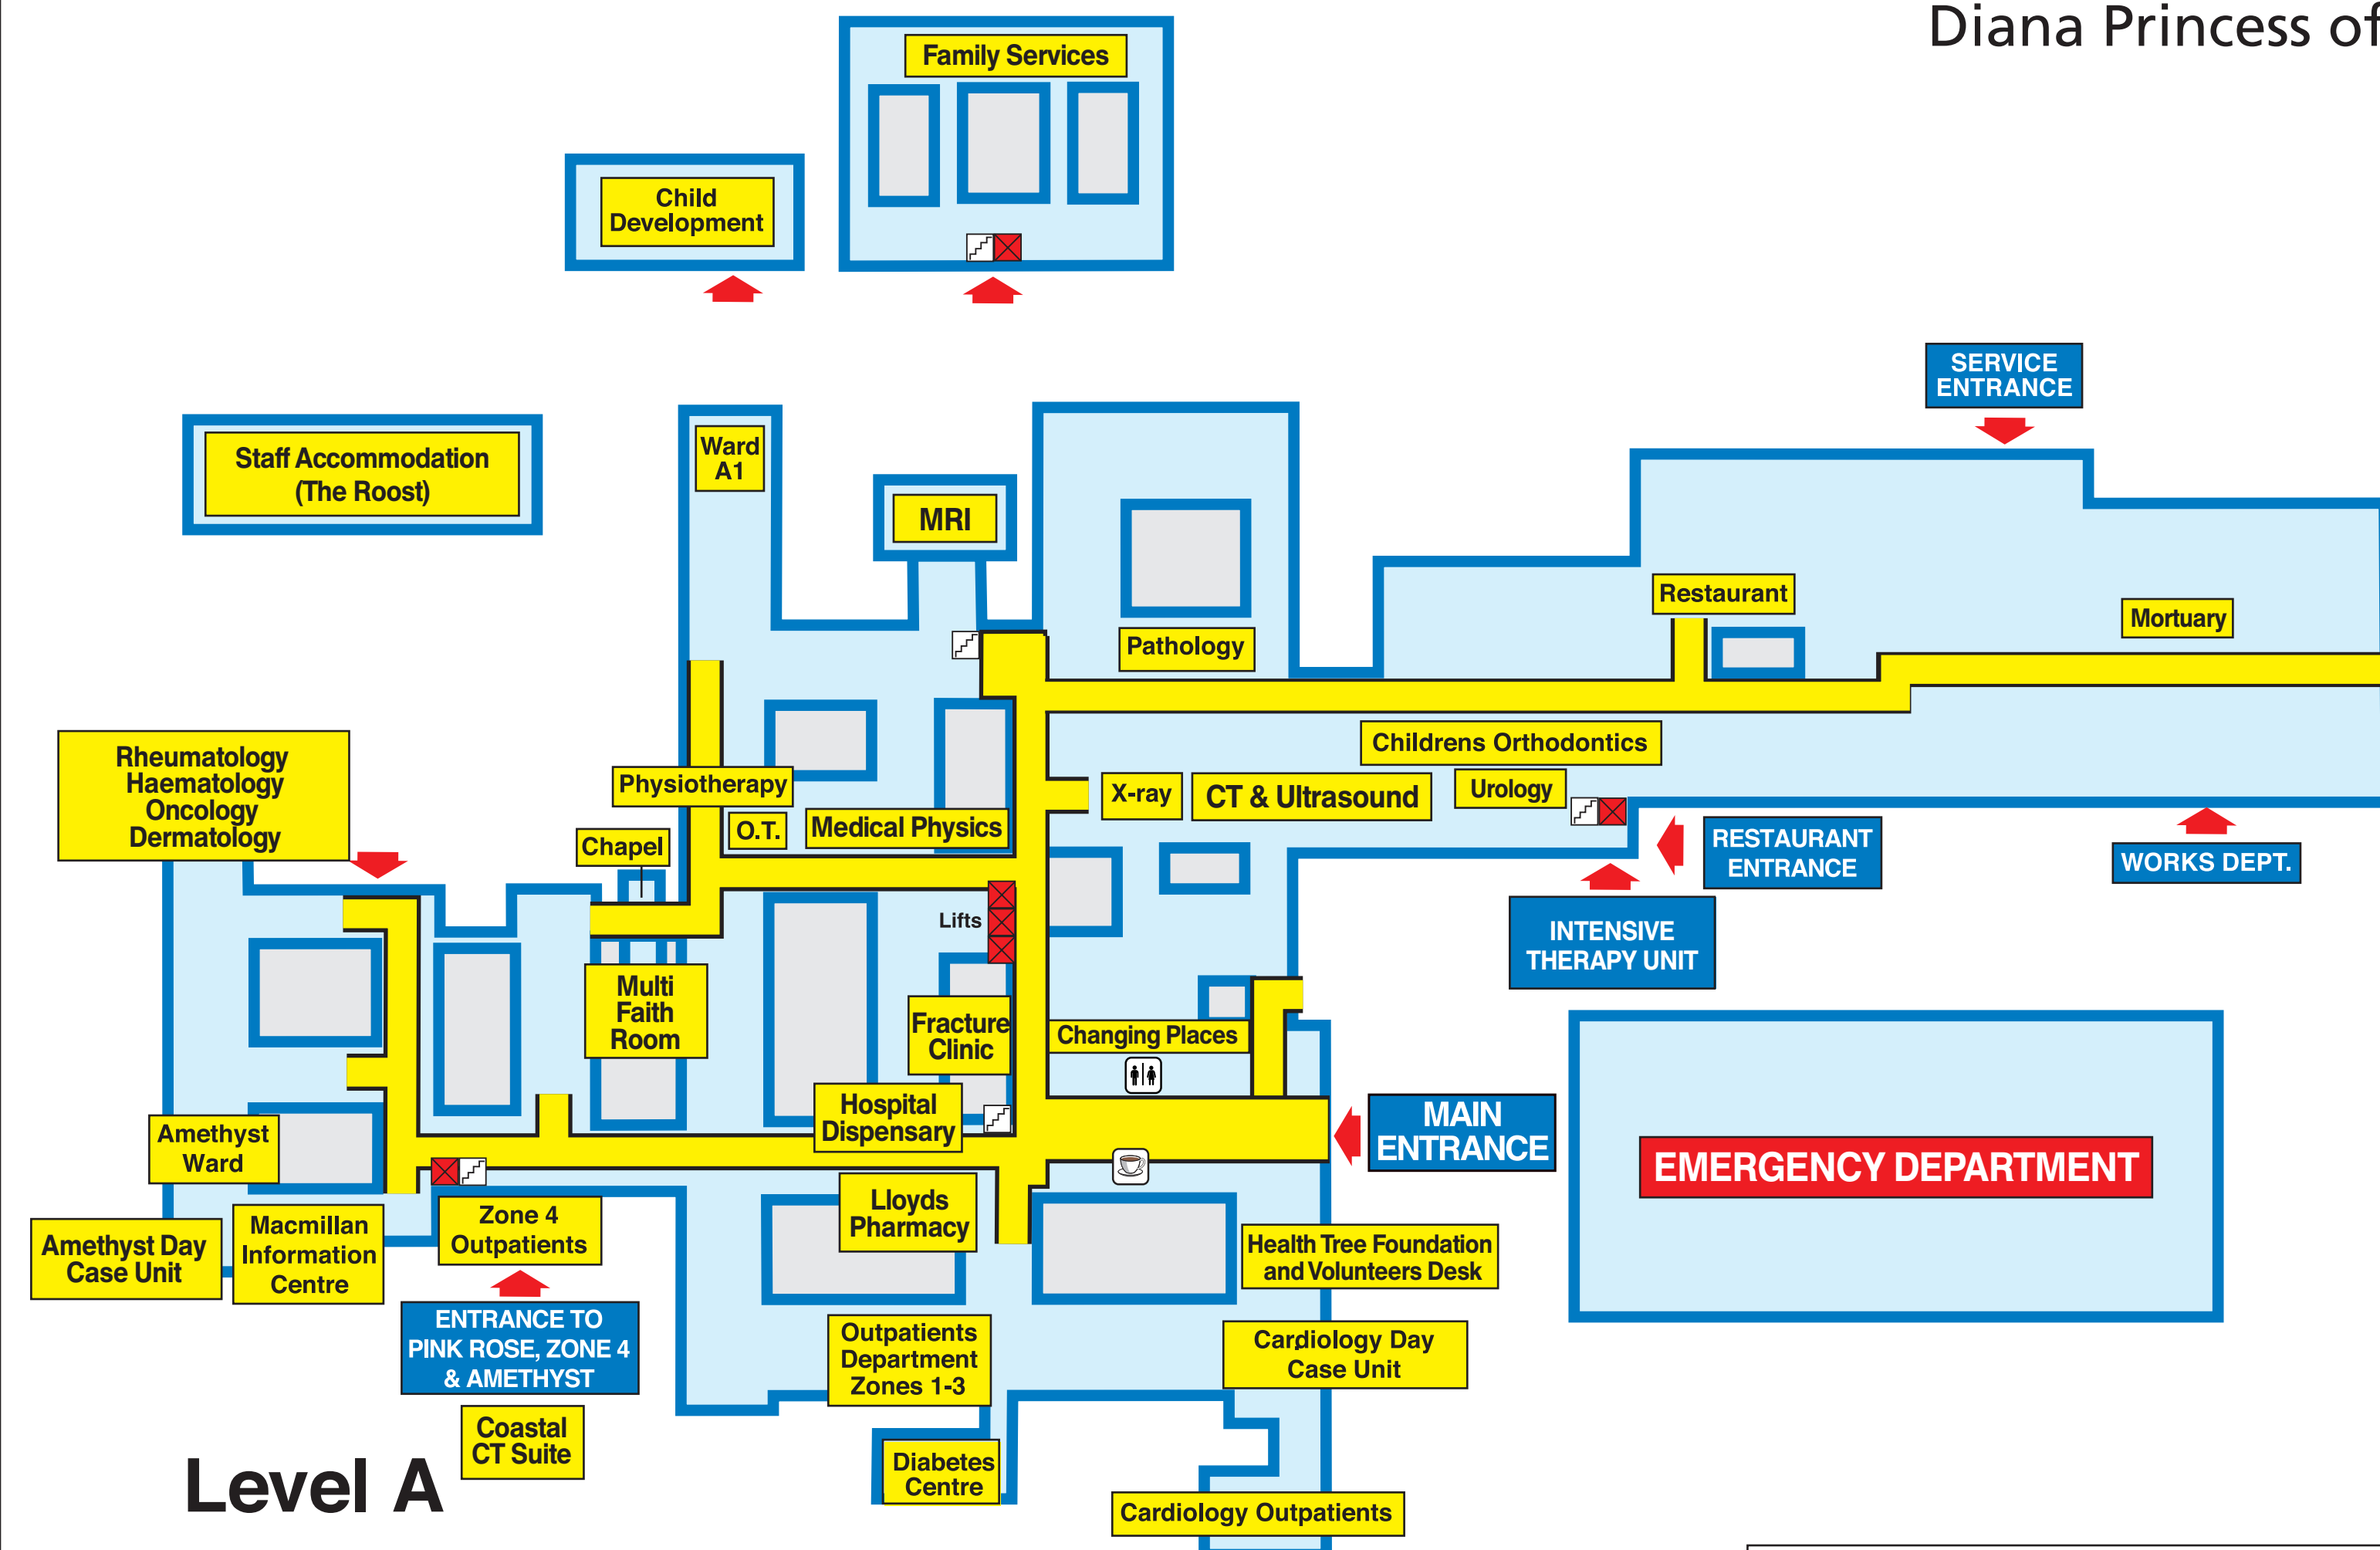 Diana Princess of
Family Services
Child
Development
SERVICE
ENTRANCE
Staff Accommodation
(The Roost)
Ward
A1
MRI
Restaurant
Mortuary
Pathology
Childrens Orthodontics
Rheumatology
Haematology
Oncology
Dermatology
Physiotherapy
X-ray
CT & Ultrasound
Urology
O.T.
Medical Physics
Chapel
RESTAURANT
ENTRANCE
WORKS DEPT.
Lifts
INTENSIVE
THERAPY UNIT
Multi
Faith
Room
Fracture
Clinic
Changing Places
Hospital
Dispensary
MAIN
ENTRANCE
Amethyst
Ward
EMERGENCY DEPARTMENT
Lloyds
Pharmacy
Zone 4
Outpatients
Macmillan
Information
Centre
Amethyst Day
Case Unit
Health Tree Foundation
and Volunteers Desk
ENTRANCE TO
PINK ROSE, ZONE 4
& AMETHYST
Outpatients
Department
Zones 1-3
Cardiology Day
Case Unit
Coastal
CT Suite
Diabetes
Centre
Level A
Cardiology Outpatients